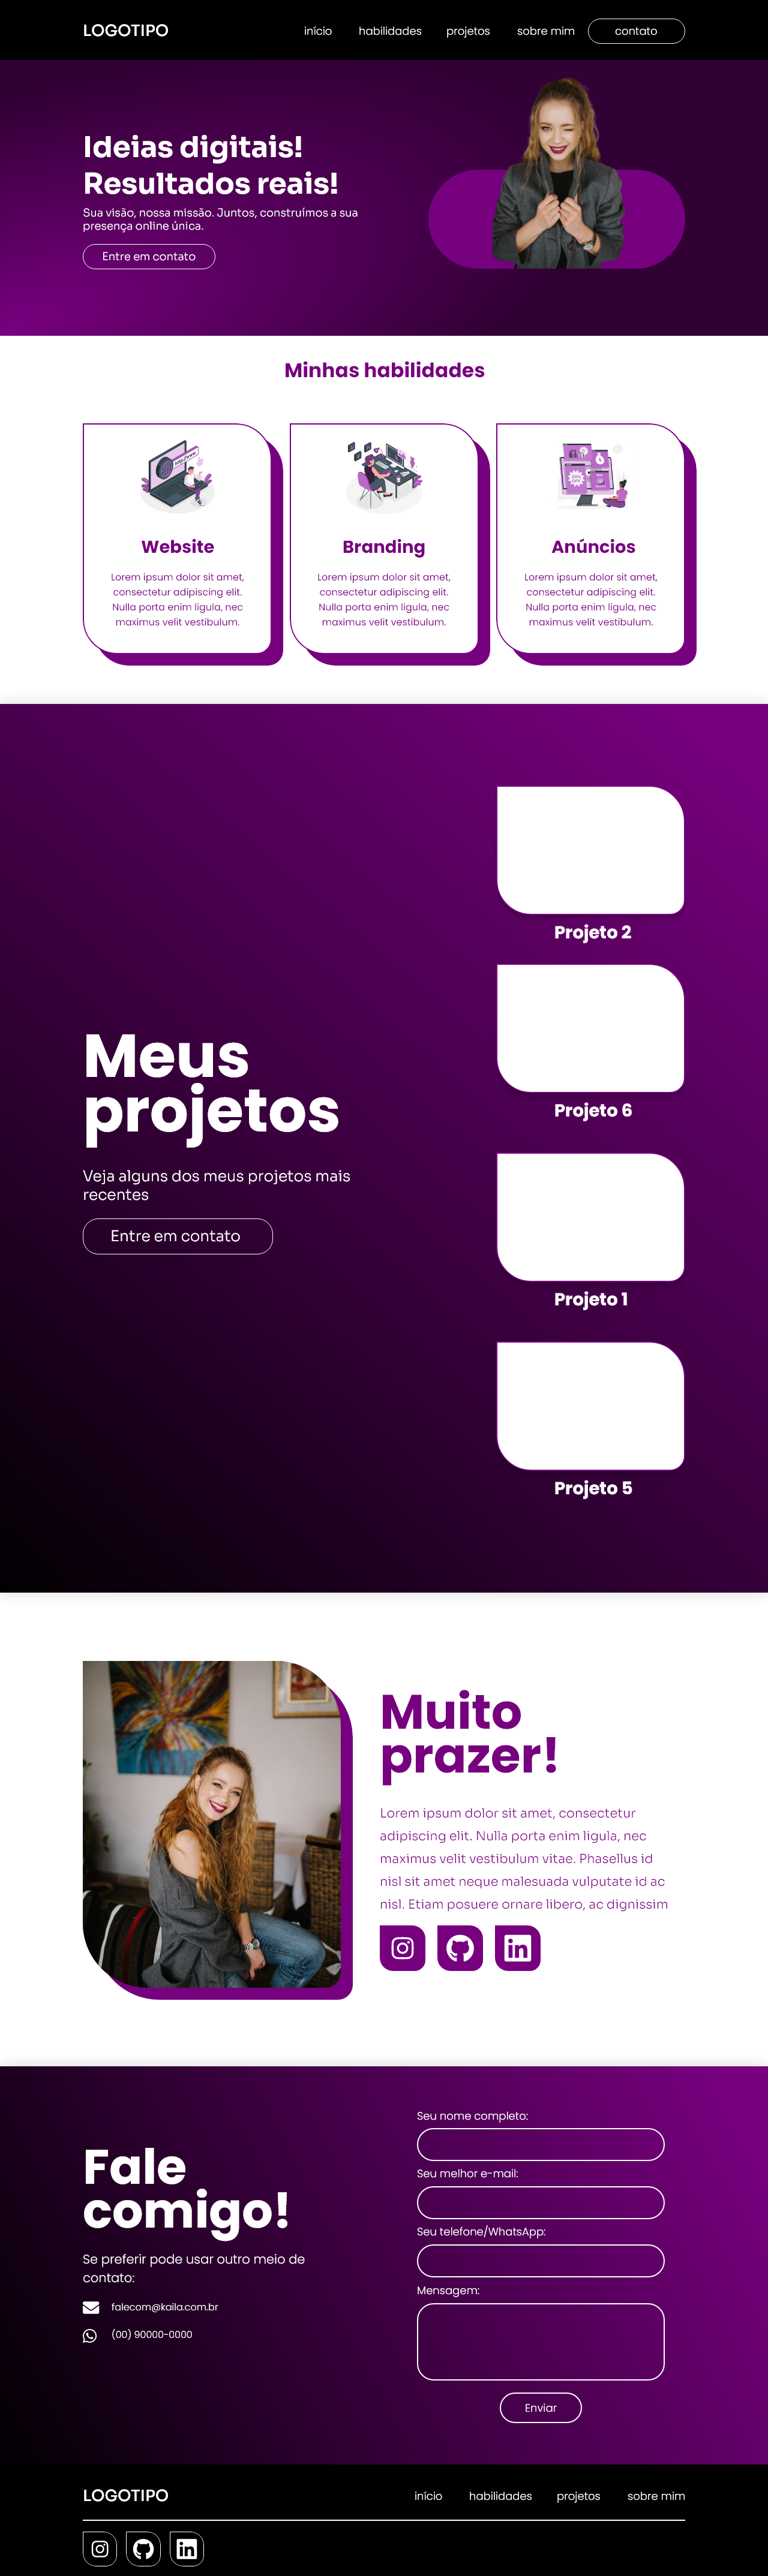 LOGOTIPO
início
habilidades
projetos
sobre mim
contato
Ideias digitais!
Resultados reais!
Sua visão, nossa missão. Juntos, construímos a sua
presença online única.
Entre em contato
Minhas habilidades
Website
Lorem ipsum dolor sit amet,
consectetur adipiscing elit.
Nulla porta enim ligula, nec
maximus velit vestibulum.
Branding
Lorem ipsum dolor sit amet,
consectetur adipiscing elit.
Nulla porta enim ligula, nec
maximus velit vestibulum.
Anúncios
Lorem ipsum dolor sit amet,
consectetur adipiscing elit.
Nulla porta enim ligula, nec
maximus velit vestibulum.
Meus
projetos
Veja alguns dos meus projetos mais
recentes
Entre em contato
Projeto 2
Projeto 6
Projeto 1
Projeto 5
Muito
prazer!
Lorem ipsum dolor sit amet, consectetur
adipiscing elit. Nulla porta enim ligula, nec
maximus velit vestibulum vitae. Phasellus id
nisl sit amet neque malesuada vulputate id ac
nisl. Etiam posuere ornare libero, ac dignissim
Fale
comigo!
Se preferir pode usar outro meio de
contato:
falecom@kaila.com.br
(00) 90000-0000
Seu nome completo:
Seu melhor e-mail:
Seu telefone/WhatsApp:
Mensagem:
Enviar
LOGOTIPO
início
habilidades
projetos
sobre mim